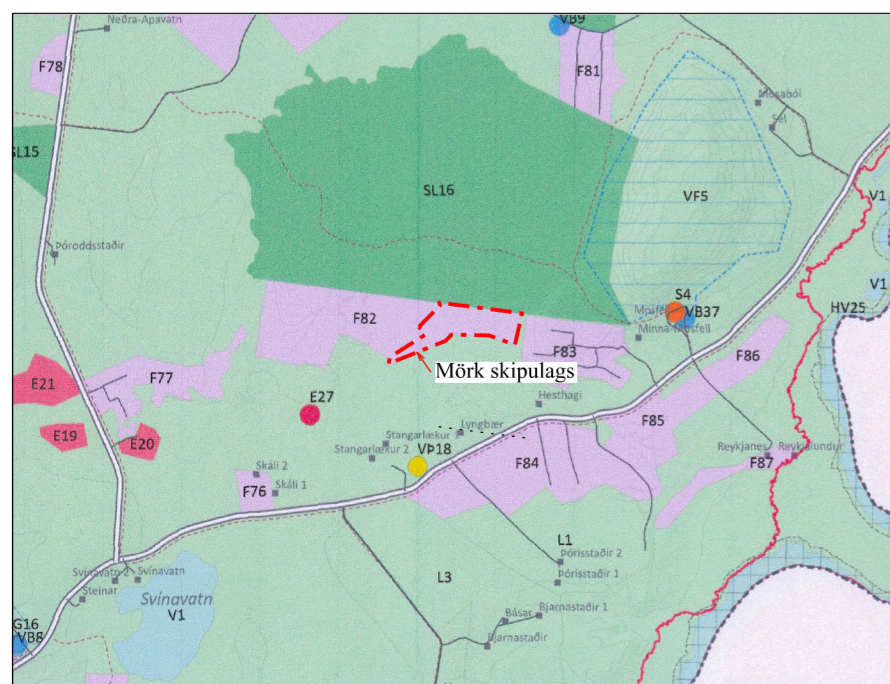 Neðra-Apavatn
VB9
F78
F81
Mosaból
Sel
SL15
SL16
VF5
V1
Þóroddsstaðir
V1
S4
Mosfell
VB37
HV25
F82
Minna-Mosfell
F83
F86
Mörk skipulags
E21
F77
E27
Hesthagi
F85
E19
E20
Lyngbær
Stangarlækur 1
Stangarlækur 2
VÞ18
Reykjanes
Reykjalundur
F84
F87
Skáli 2
F76
Skáli 1
L1
Þórisstaðir 2
L3
Þórisstaðir 1
Svínavatn 2
Svínavatn
Steinar
Svínavatn
V1
Básar
Bjarnastaðir 1
G16
VB8
Bjarnastaðir